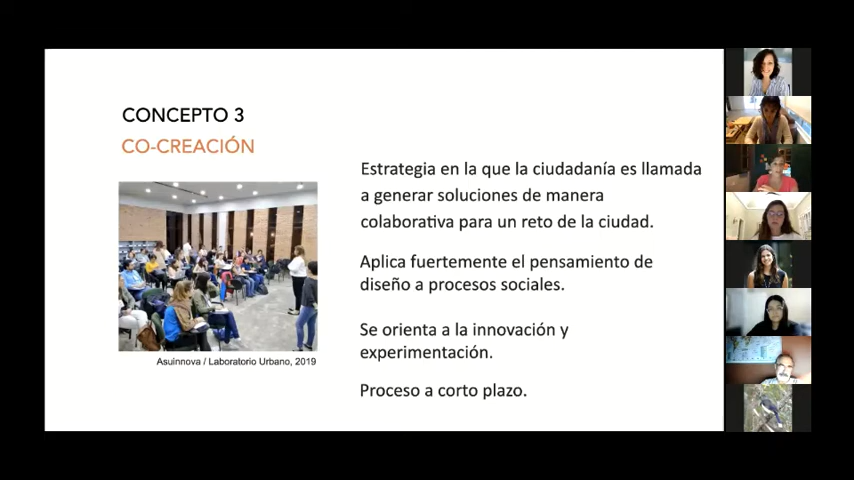 CONCEPTO 3
CO-CREACIÓN
Estrategia en la que la ciudadanía es llamada
a generar soluciones de manera
colaborativa para un reto de la ciudad.
Aplica fuertemente el pensamiento de
diseño a procesos sociales.
Se orienta a la innovación y
experimentación.
Proceso a corto plazo.
Asuinnova / Laboratorio Urbano, 2019